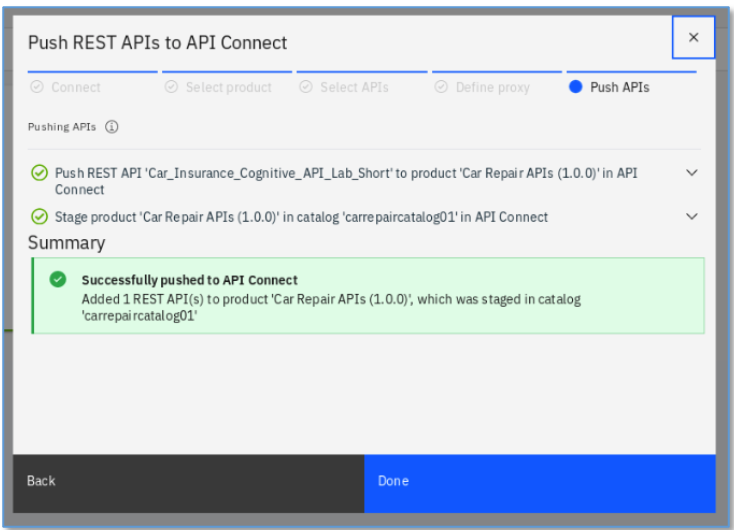 Push REST APIs to API Connect
Connect
Select product
Select APIs
Define proxy
Push APIs
Pushing APIs
Push REST API 'Car_Insurance_Cognitive_API_Lab_Short' to product 'Car Repair APIs (1.0.0)' in API
Connect
Stage product 'Car Repair APIs (1.0.0)' in catalog 'carrepaircatalog01' in API Connect
Summary
Successfully pushed to API Connect
Added 1 REST API(s) to product 'Car Repair APIs (1.0.0)', which was staged in catalog
'carrepaircatalog01'
Back
Done